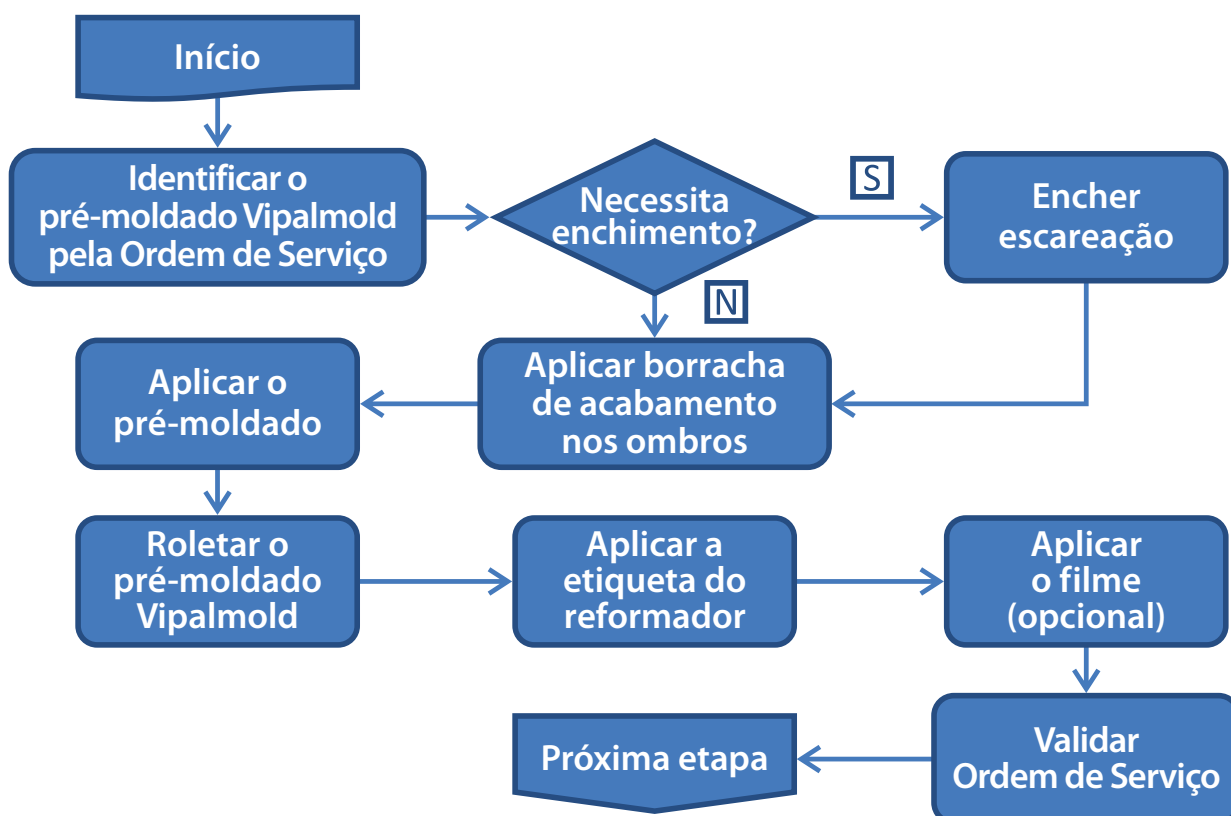 Início
Identificar o
pré-moldado Vipalmold
pela Ordem de Serviço
Necessita
enchimento?
S
Encher
escareação
N
Aplicar borracha
de acabamento
nos ombros
Aplicar o
pré-moldado
Roletar o
pré-moldado
Vipalmold
Aplicar a
etiqueta do
reformador
Aplicar
o filme
(opcional)
Validar
Ordem de Serviço
Próxima etapa